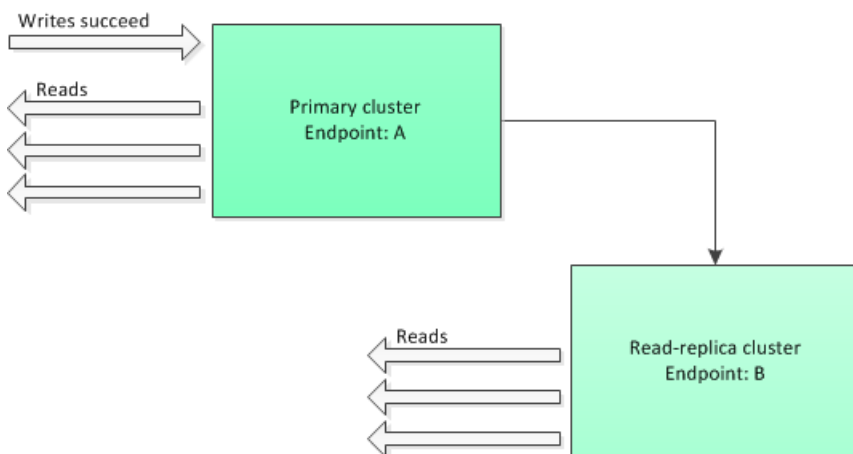 Writes succeed
Reads
Primary cluster
Endpoint: A
Reads
Read-replica cluster
Endpoint: B